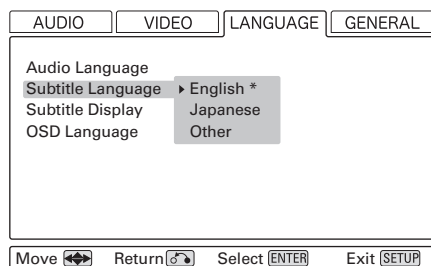 AUDIO VIDEO LANGUAGE GENERAL
Audio Language
Subtitle Language English *
Subtitle Display Japanese
OSD Language Other
Move Return Select ENTER Exit SETUP